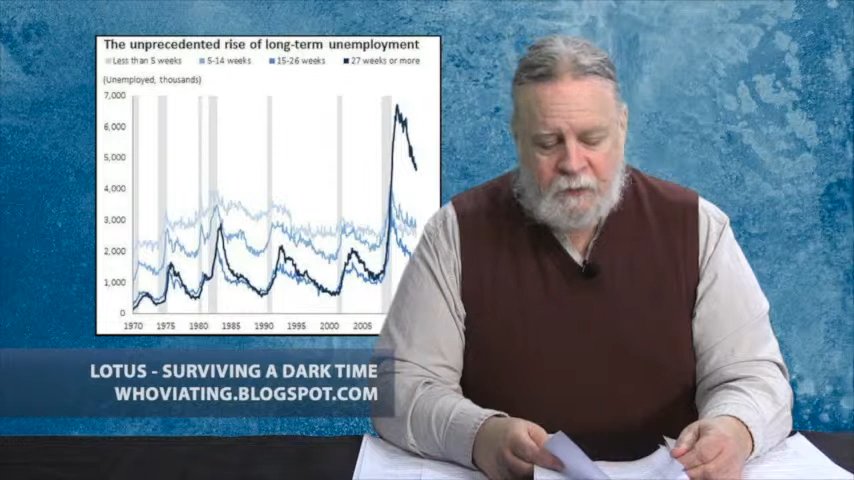 The unprecedented rise of long-term unemployment
Less than 5 weeks 5-14 weeks 15-26 weeks 27 weeks or more
(Unemployed, thousands)
7,000
6,000
5,000
4,000
3,000
2,000
1,000
0
1970 1975 1980 1985 1990 1995 2000 2005
LOTUS - SURVIVING A DARK TIME
WHOVIATING.BLOGSPOT.COM